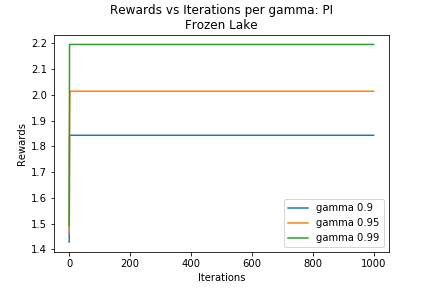 Rewards vs Iterations per gamma: PI
Frozen Lake
2.2
2.1
2.0
1.9
1.8
1.7
1.6
1.5
1.4
Rewards
0 200 400 600 800 1000
Iterations
gamma 0.9
gamma 0.95
gamma 0.99